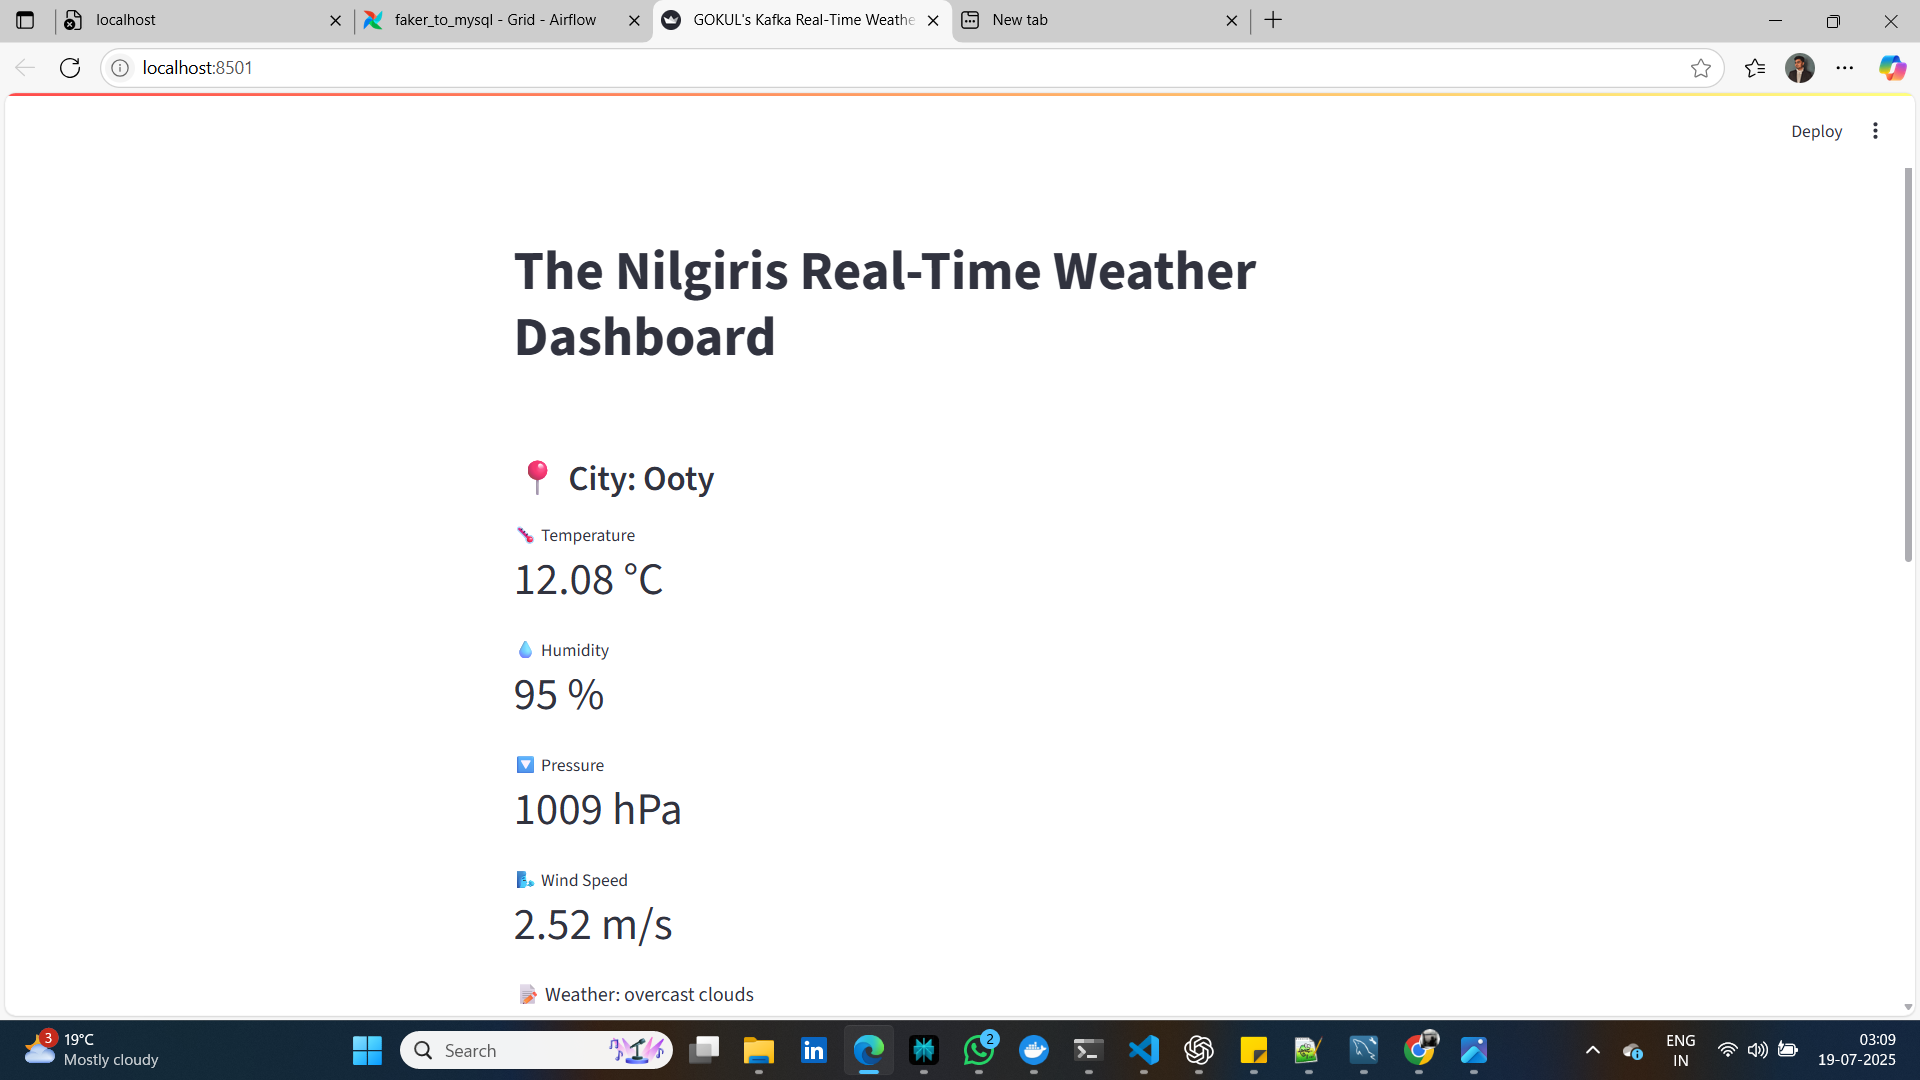 localhost
faker_to_mysql - Grid - Airflow
GOKUL's Kafka Real-Time Weathe
New tab
localhost:8501
Deploy
The Nilgiris Real-Time Weather
Dashboard
City: Ooty
Temperature
12.08 °C
Humidity
95 %
Pressure
1009 hPa
Wind Speed
2.52 m/s
Weather: overcast clouds
3
19°C
Mostly cloudy
Search
in
2
ENG
IN
03:09
19-07-2025